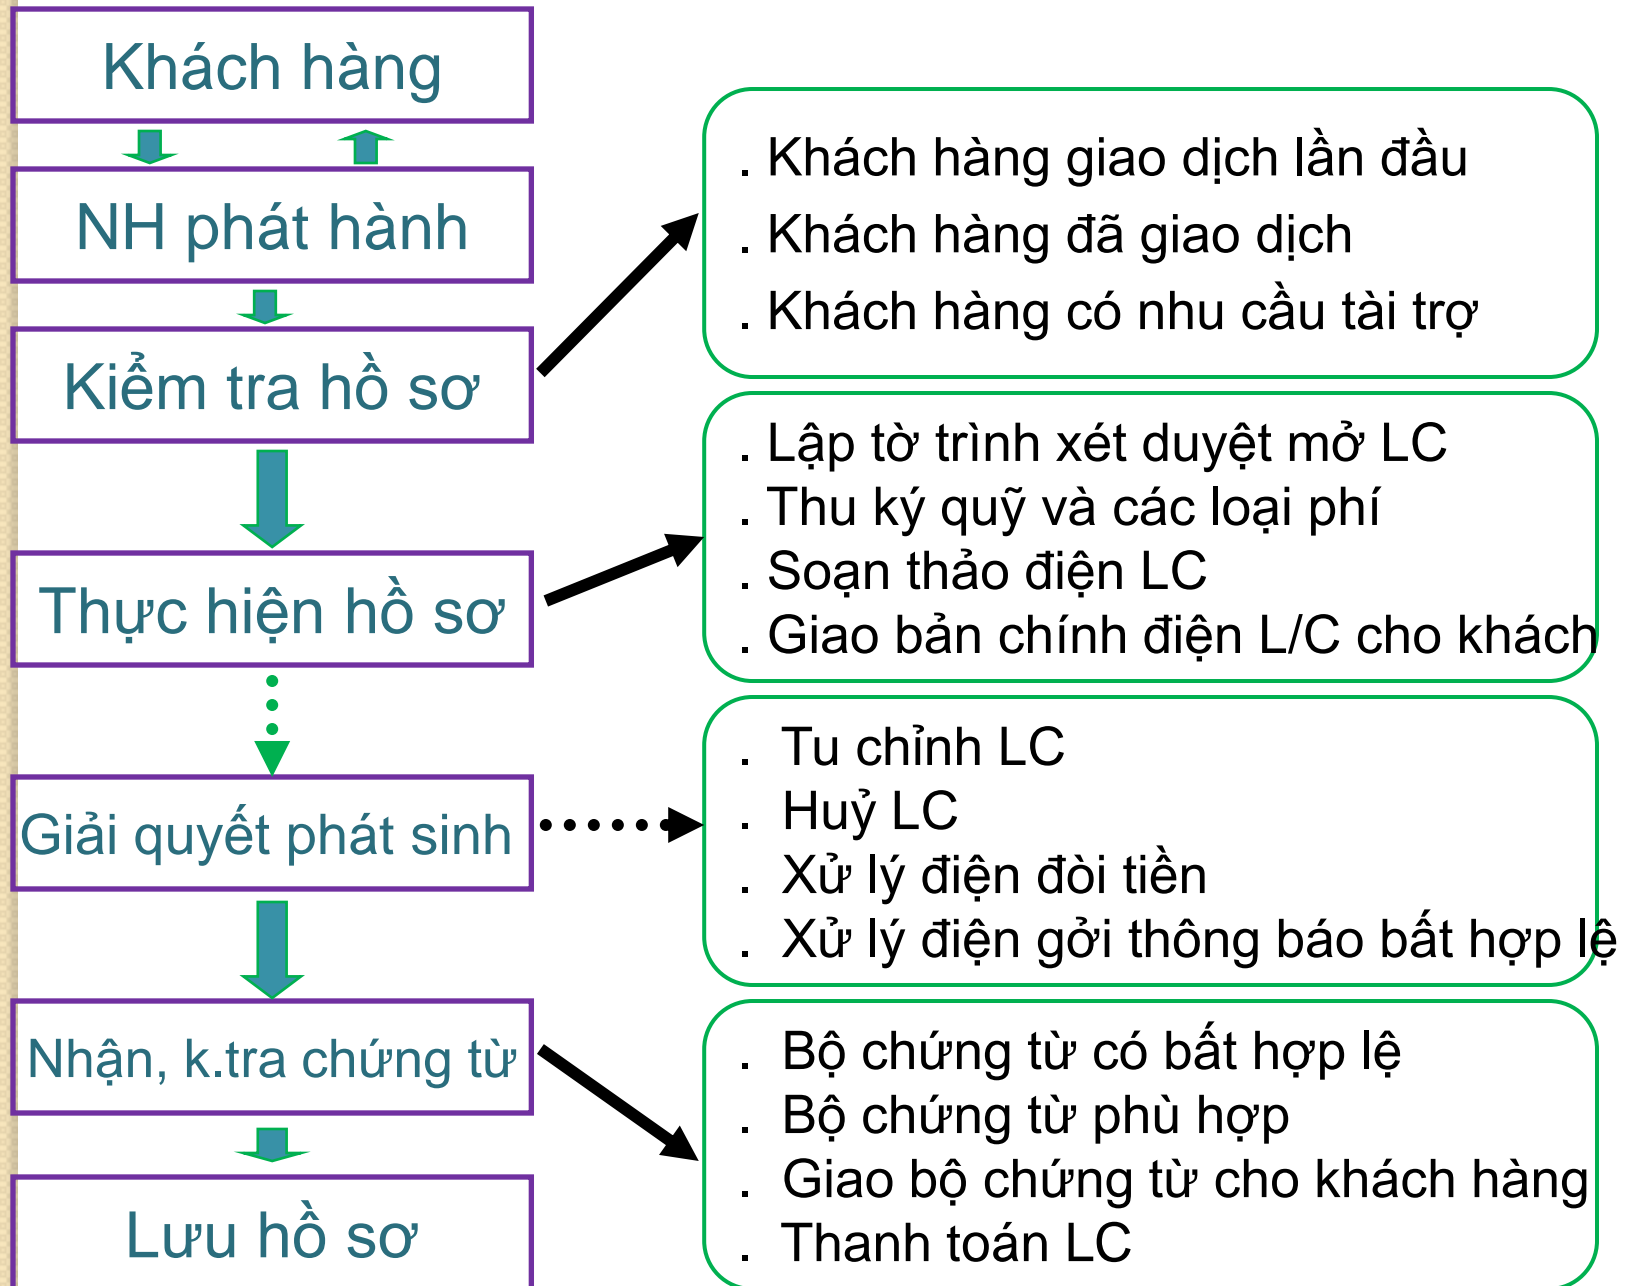 Khách hàng
NH phát hành
Kiểm tra hồ sơ
Thực hiện hồ sơ
Giải quyết phát sinh
Nhận, k.tra chứng từ
Lưu hồ sơ
. Khách hàng giao dịch lần đầu
. Khách hàng đã giao dịch
. Khách hàng có nhu cầu tài trợ
. Lập tờ trình xét duyệt mở LC
. Thu ký quỹ và các loại phí
. Soạn thảo điện LC
. Giao bản chính điện L/C cho khách
. Tu chỉnh LC
. Huỷ LC
. Xử lý điện đòi tiền
. Xử lý điện gởi thông báo bất hợp lệ
. Bộ chứng từ có bất hợp lệ
. Bộ chứng từ phù hợp
. Giao bộ chứng từ cho khách hàng
. Thanh toán LC